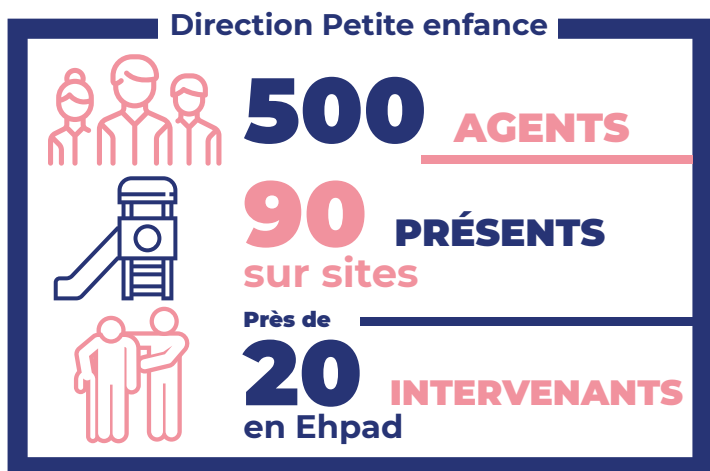 Direction Petite enfance
500 AGENTS
90 PRÉSENTS
sur sites
Près de
20 INTERVENANTS
en Ehpad